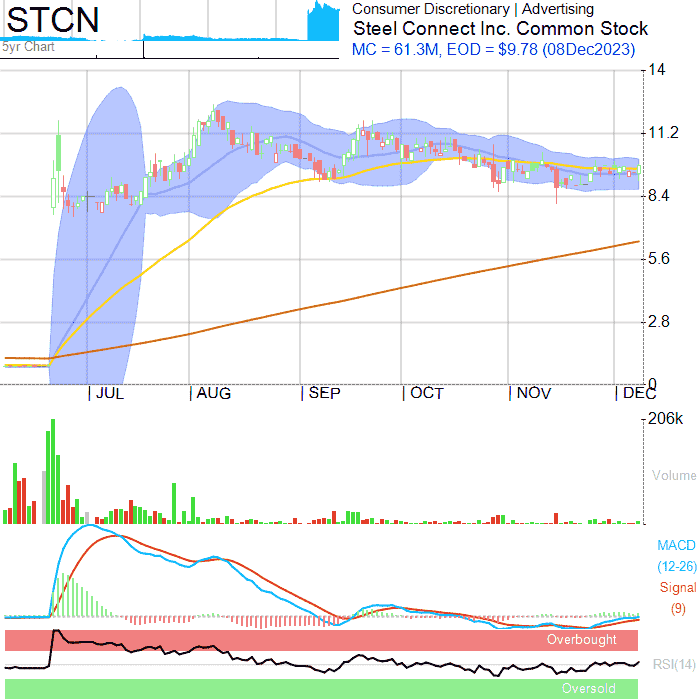 STCN
5yr Chart
Consumer Discretionary | Advertising
Steel Connect Inc. Common Stock
MC = 61.3M, EOD = $9.78 (08Dec2023)
14
11.2
8.4
5.6
2.8
0
JUL
AUG
SEP
OCT
NOV
DEC
206k
Volume
MACD
(12-26)
Signal
(9)
Overbought
RSI(14)
Oversold